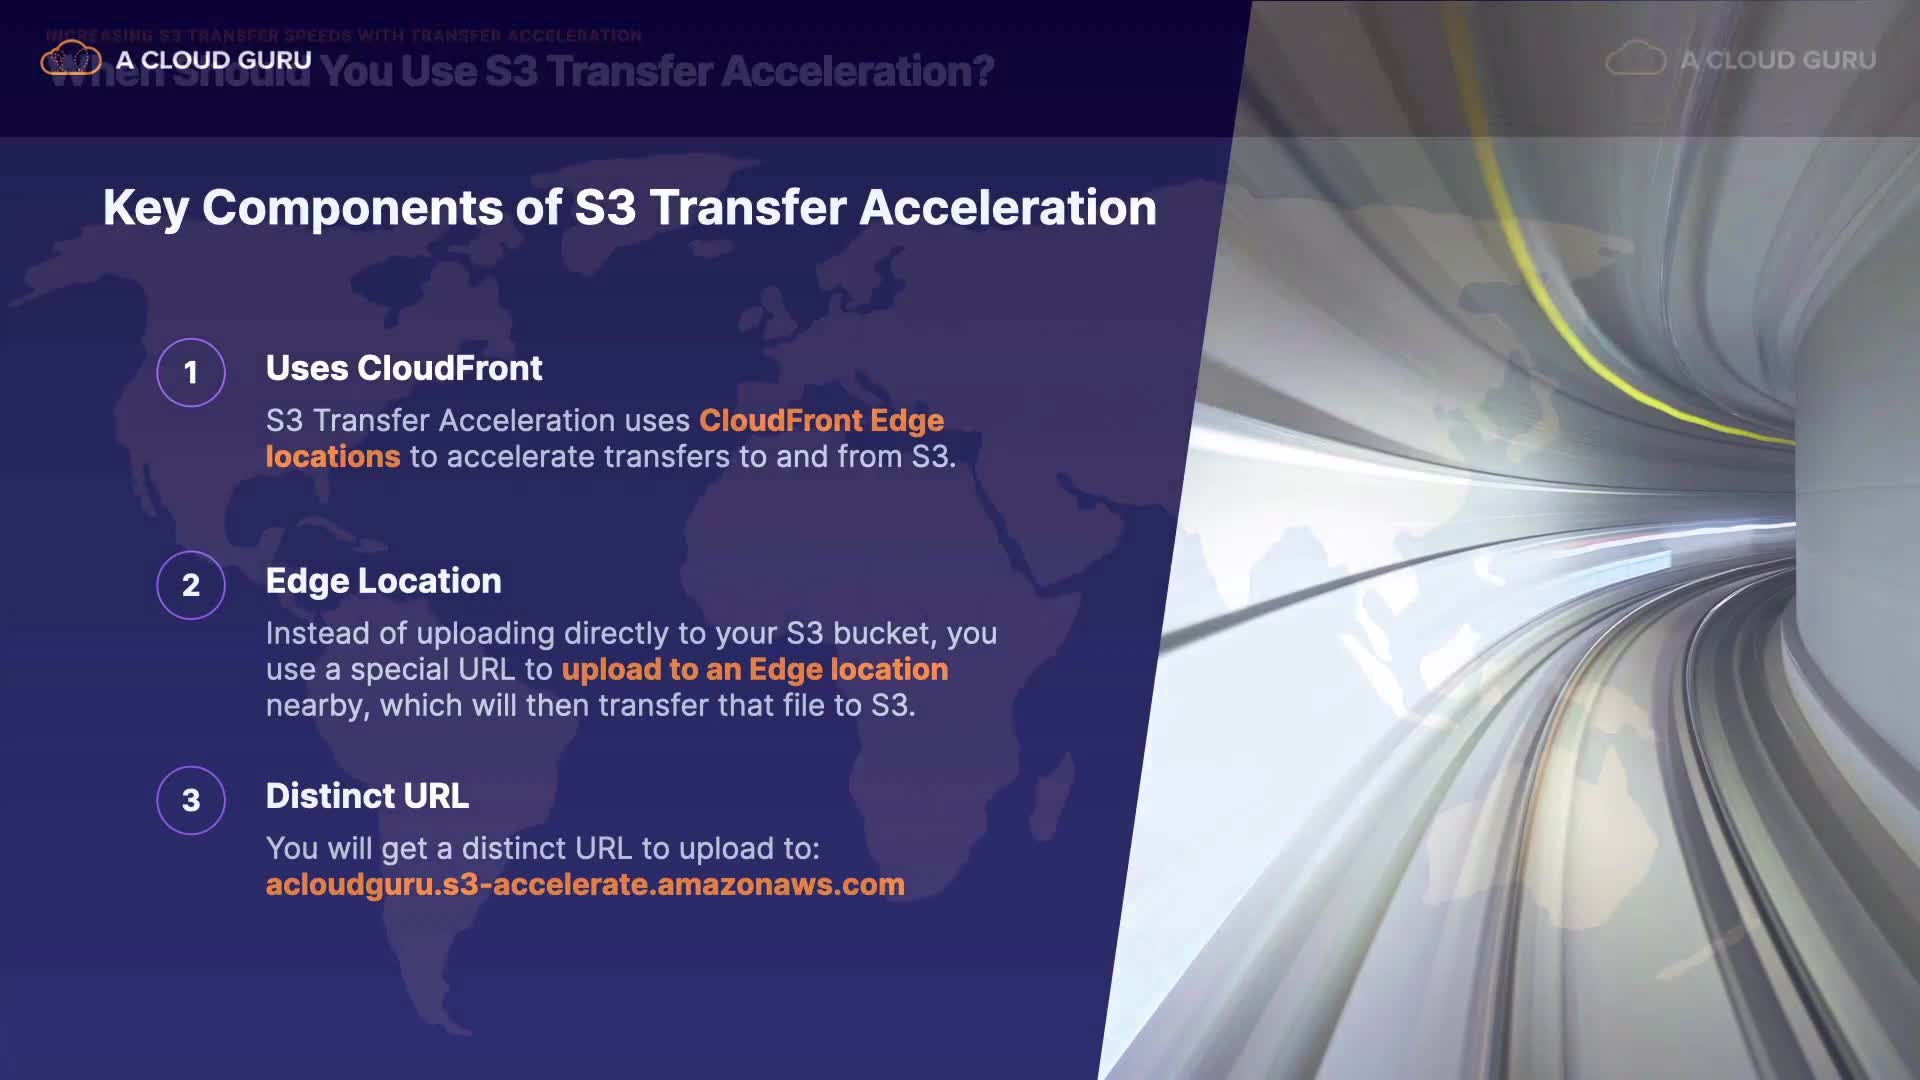 INCREASING S3 TRANSFER SPEEDS WITH TRANSFER ACCELERATION
A CLOUD GURU
When Should You Use S3 Transfer Acceleration?
A CLOUD GURU
Key Components of S3 Transfer Acceleration
1
Uses CloudFront
S3 Transfer Acceleration uses CloudFront Edge
locations to accelerate transfers to and from S3.
2
Edge Location
Instead of uploading directly to your S3 bucket, you
use a special URL to upload to an Edge location
nearby, which will then transfer that file to S3.
3
Distinct URL
You will get a distinct URL to upload to:
acloudguru.s3-accelerate.amazonaws.com